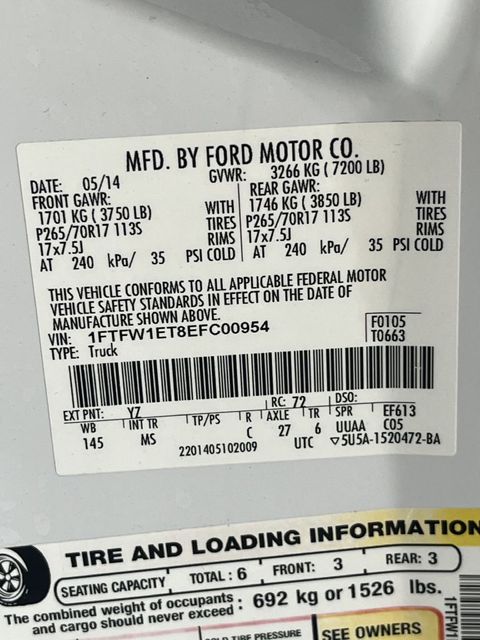 MFD. BY FORD MOTOR CO.
DATE: 05/14 GVWR: 3266 KG ( 7200 LB)
FRONT GAWR: REAR GAWR:
1701 KG ( 3750 LB) WITH 1746 KG ( 3850 LB) WITH
P265/70R17 113S TIRES P265/70R17 113S TIRES
17x7.5J RIMS 17x7.5J RIMS
AT 240 kPa/ 35 PSI COLD AT 240 kPa/ 35 PSI COLD
THIS VEHICLE CONFORMS TO ALL APPLICABLE FEDERAL MOTOR
VEHICLE SAFETY STANDARDS IN EFFECT ON THE DATE OF
MANUFACTURE SHOWN ABOVE.
VIN: 1FTFW1ET8EFC00954 F0105
TYPE: Truck T0663
EXT PNT: YZ RC: 72 DSO:
WB INT TR TP/PS R AXLE TR SPR EF613
145 MS C 27 6 UUAA C05
2201405102009 UTC ▽5U5A-1520472-BA
TIRE AND LOADING INFORMATION
SEATING CAPACITY TOTAL : 6 FRONT: 3 REAR: 3
The combined weight of occupants
and cargo should never exceed : 692 kg or 1526 lbs.
TIRE PRESSURE SEE OWNERS
1FTFW